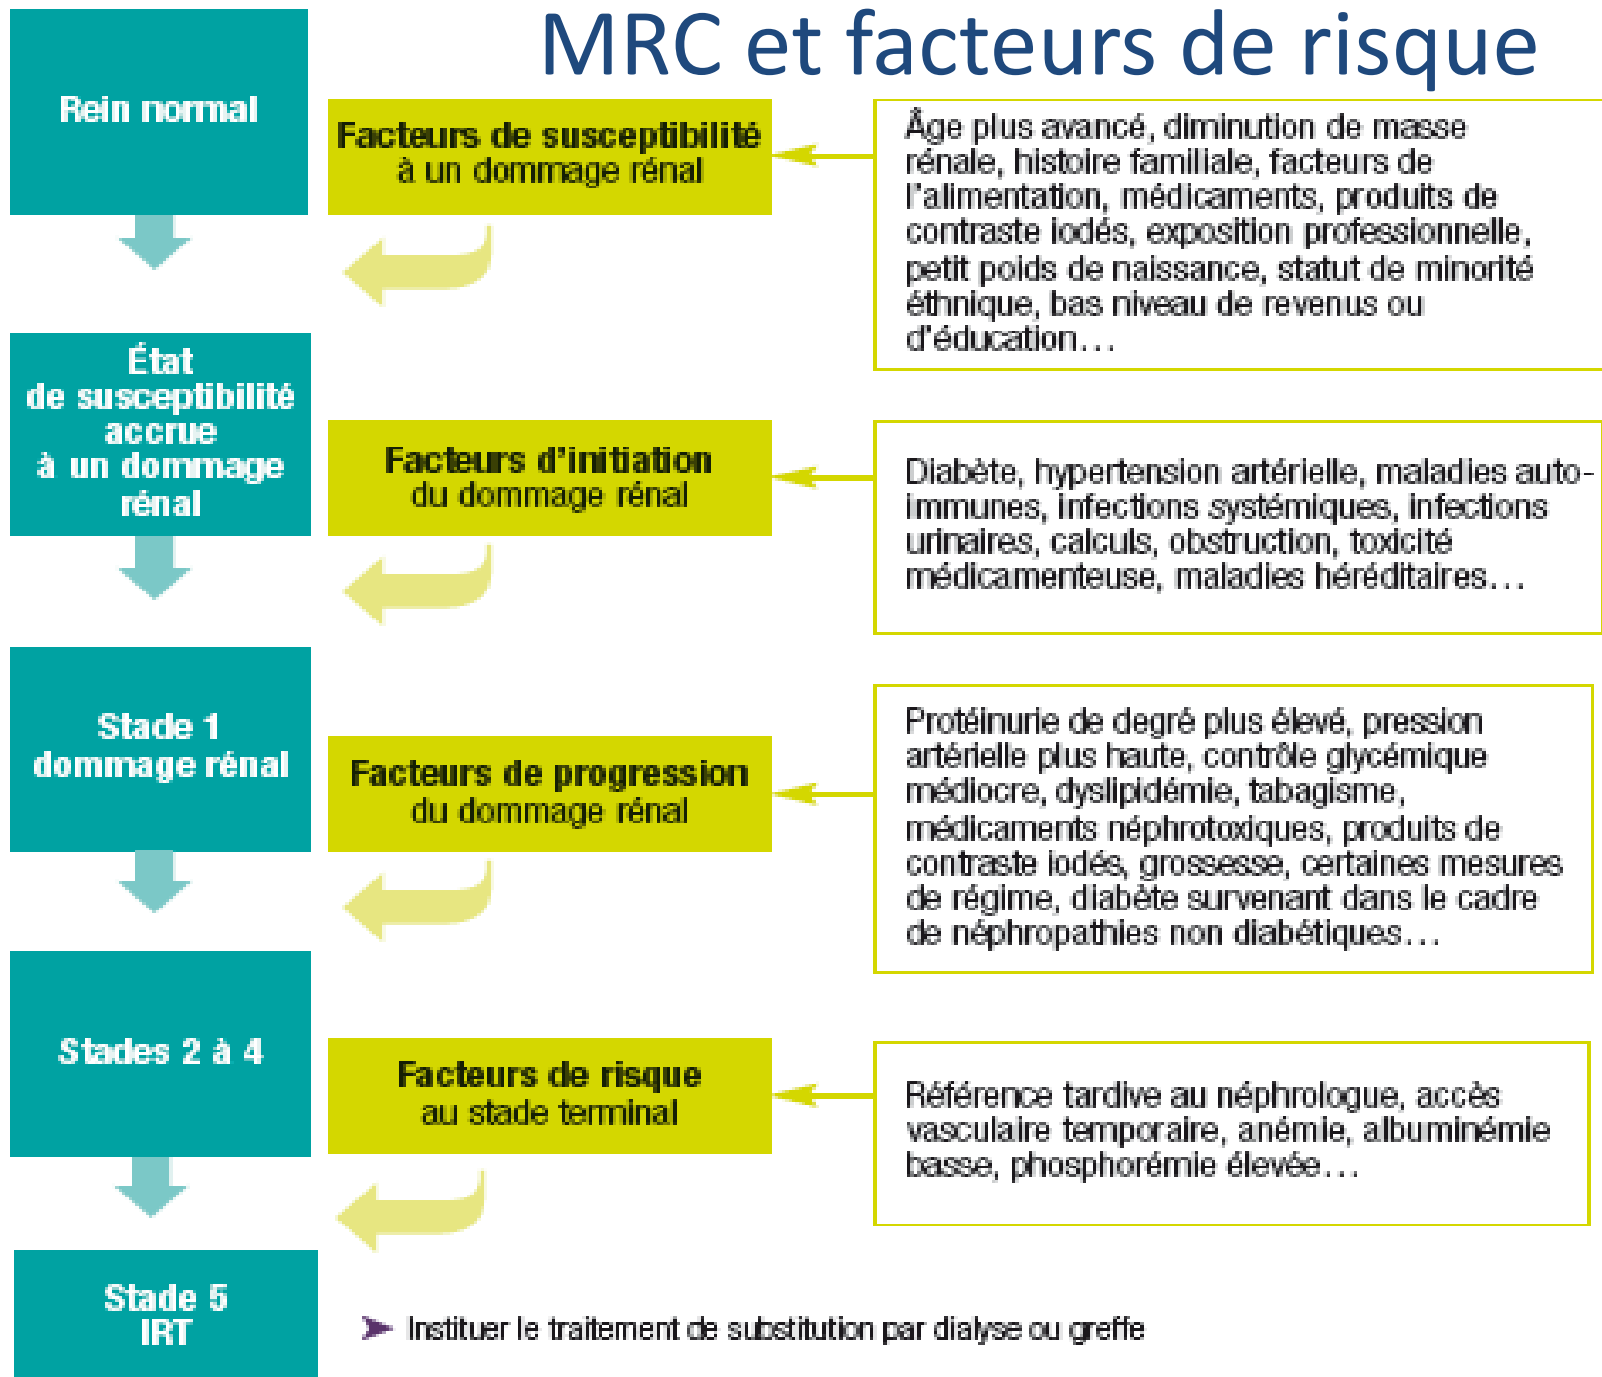 MRC et facteurs de risque
Rein normal
Facteurs de susceptibilité
à un dommage rénal
Âge plus avancé, diminution de masse
rénale, histoire familiale, facteurs de
l'alimentation, médicaments, produits de
contraste iodés, exposition professionnelle,
petit poids de naissance, statut de minorité
éthnique, bas niveau de revenus ou
d'éducation...
État
de susceptibilité
accrue
à un dommage
rénal
Facteurs d'initiation
du dommage rénal
Diabète, hypertension artérielle, maladies auto-
immunes, infections systémiques, infections
urinaires, calculs, obstruction, toxicité
médicamenteuse, maladies héréditaires...
Stade 1
dommage rénal
Facteurs de progression
du dommage rénal
Protéinurie de degré plus élevé, pression
artérielle plus haute, contrôle glycémique
médiocre, dyslipidémie, tabagisme,
médicaments néphrotoxiques, produits de
contraste iodés, grossesse, certaines mesures
de régime, diabète survenant dans le cadre
de néphropathies non diabétiques...
Stades 2 à 4
Facteurs de risque
au stade terminal
Référence tardive au néphrologue, accès
vasculaire temporaire, anémie, albuminémie
basse, phosphorémie élevée...
Stade 5
IRT
➤ Instituer le traitement de substitution par dialyse ou greffe